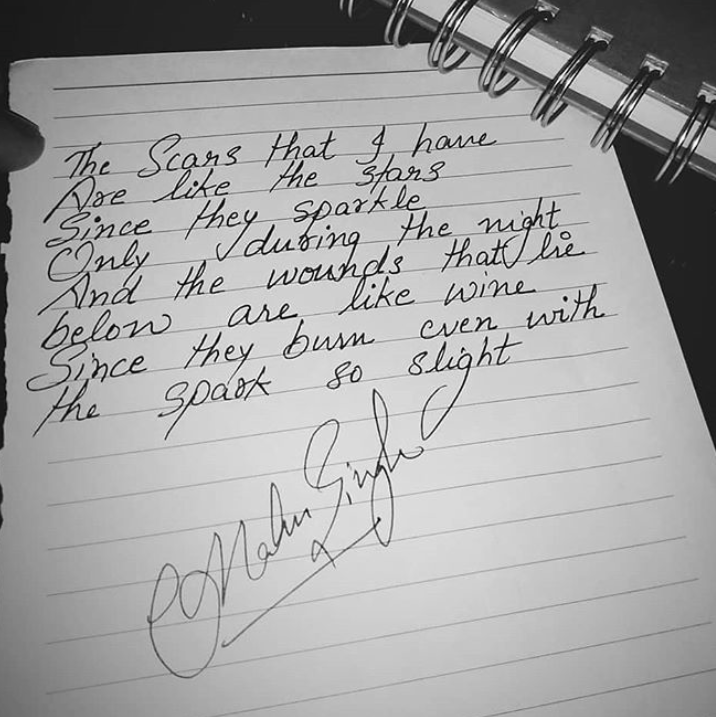 The Scars that I have
Are like the stars
Since they sparkle
Only during the night
And the wounds that lie
below are like wine
Since they burn even with
the spark so slight
Singh